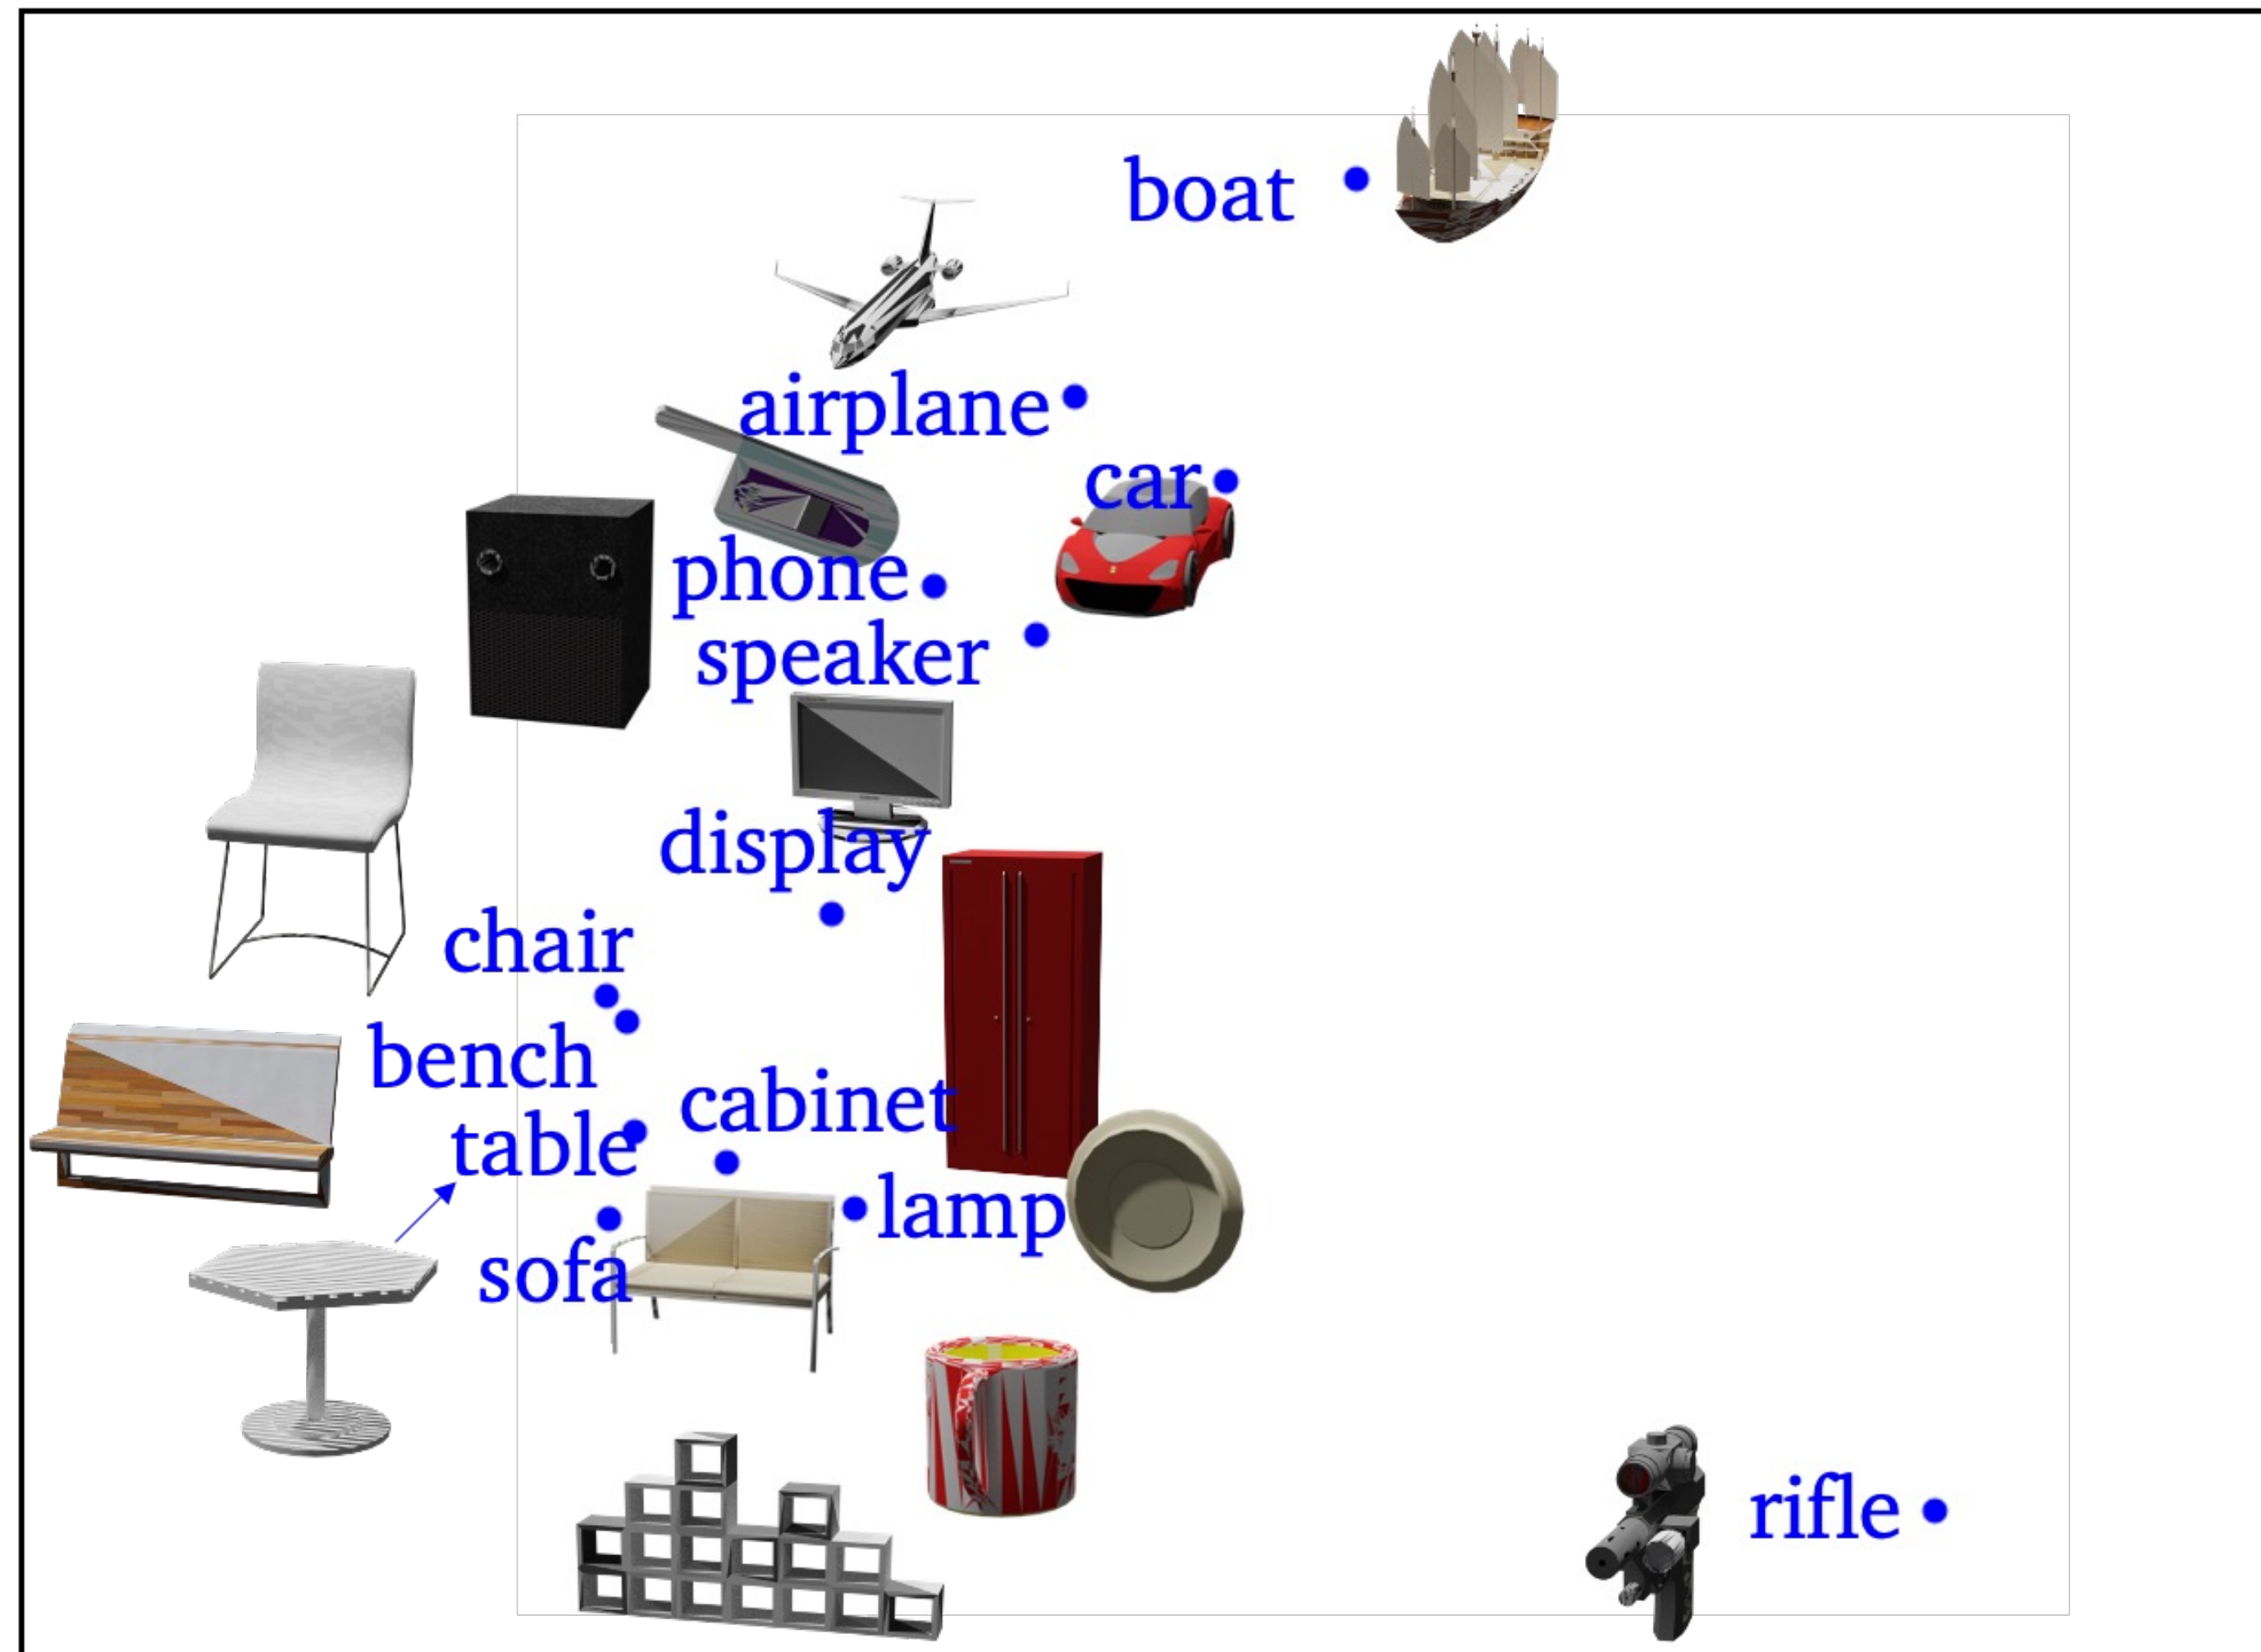 boat
airplane
car
phone
speaker
display
chair
bench
cabinet
table
lamp
sofa
rifle